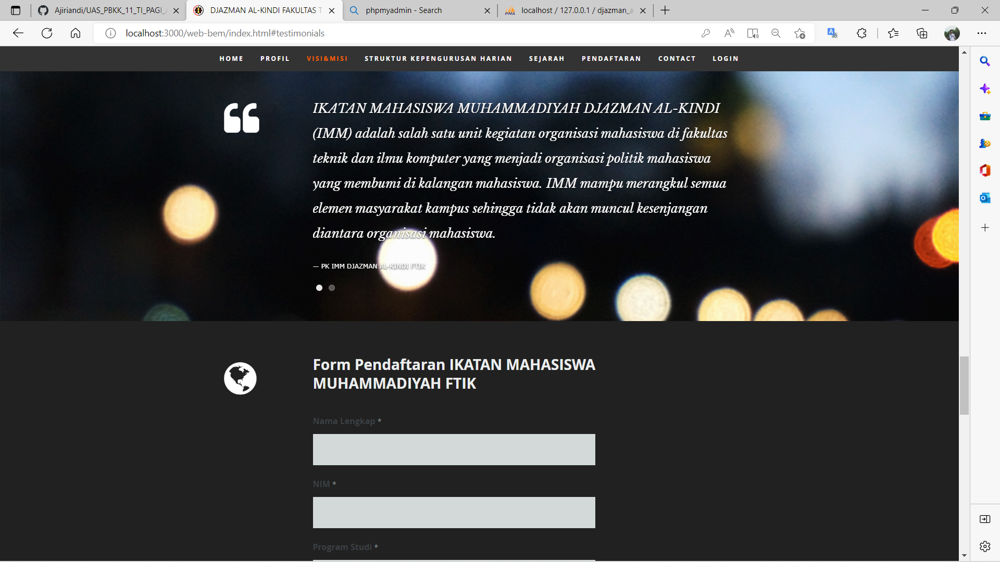 Ajiriandi/UAS_PBKK_11_TI_PAGI_
DJAZMAN AL-KINDI FAKULTAS T
phpmyadmin - Search
localhost / 127.0.0.1 / djazman_a
localhost:3000/web-bem/index.html#testimonials
HOME PROFIL VISI&MISI STRUKTUR KEPENGURUSAN HARIAN SEJARAH PENDAFTARAN CONTACT LOGIN
IKATAN MAHASISWA MUHAMMADIYAH DJAZMAN AL-KINDI
(IMM) adalah salah satu unit kegiatan organisasi mahasiswa di fakultas
teknik dan ilmu komputer yang menjadi organisasi politik mahasiswa
yang membumi di kalangan mahasiswa. IMM mampu merangkul semua
elemen masyarakat kampus sehingga tidak akan muncul kesenjangan
diantara organisasi mahasiswa.
— PK IMM DJAZMAN AL-KINDI FTIK
Form Pendaftaran IKATAN MAHASISWA
MUHAMMADIYAH FTIK
Nama Lengkap *
NIM *
Program Studi *